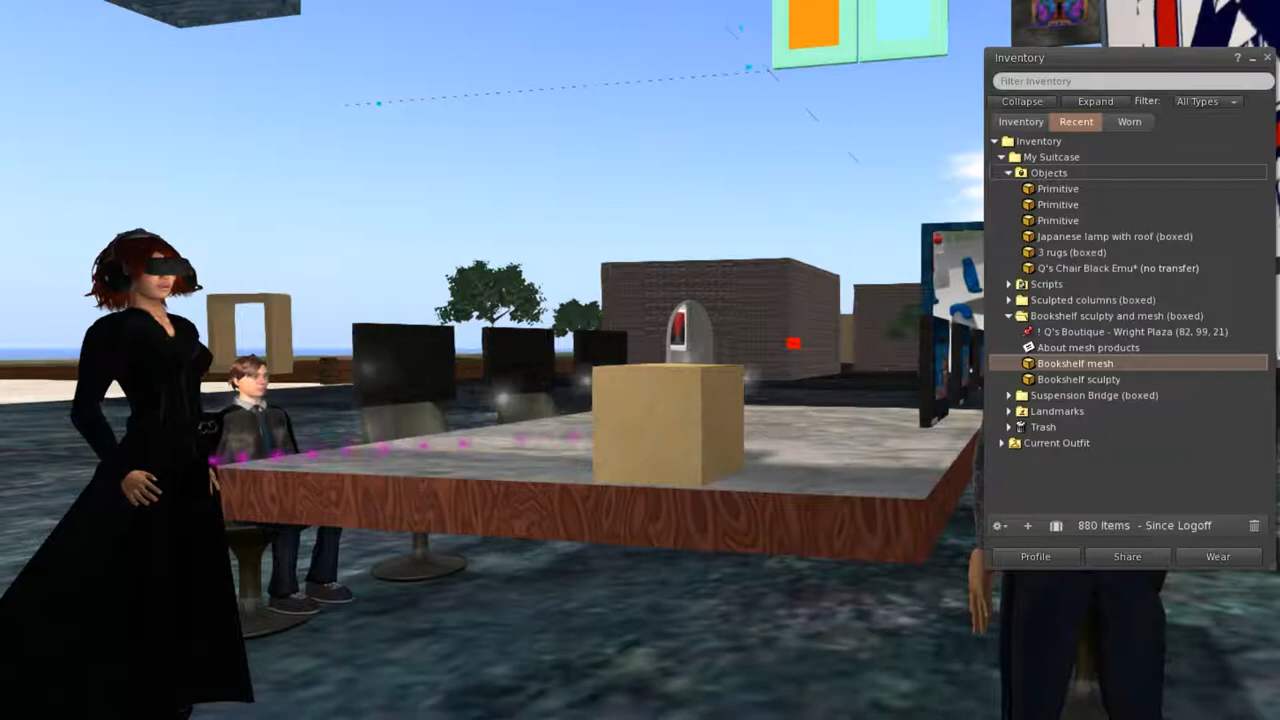 Inventory
? _ ×
Filter Inventory
Collapse Expand Filter: All Types
Inventory Recent Worn
Inventory
My Suitcase
Objects
Primitive
Primitive
Primitive
Japanese lamp with roof (boxed)
3 rugs (boxed)
Q's Chair Black Emu* (no transfer)
Scripts
Sculpted columns (boxed)
Bookshelf sculpty and mesh (boxed)
! Q's Boutique - Wright Plaza (82, 99, 21)
About mesh products
Bookshelf mesh
Bookshelf sculpty
Suspension Bridge (boxed)
Landmarks
Trash
Current Outfit
+ 880 Items - Since Logoff
Profile Share Wear